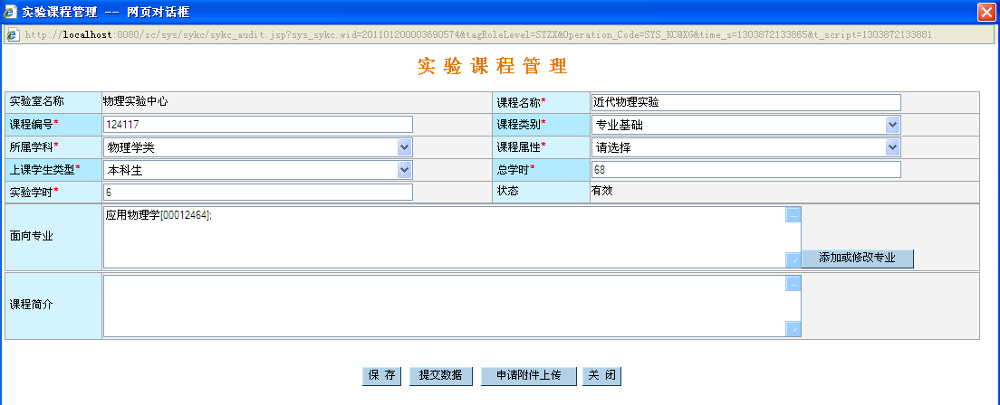 实验课程管理 -- 网页对话框
http://localhost:8080/zc/sys/sykc/sykc_audit.jsp?sys_sykc.wid=201101200003690574&tagRoleLevel=SYZX&Operation_Code=SYS_KC@XG&time_s=1303872133865&t_script=1303872133881
实验课程管理
实验室名称 物理实验中心 课程名称* 近代物理实验
课程编号* 124117 课程类别* 专业基础
所属学科* 物理学类 课程属性* 请选择
上课学生类型* 本科生 总学时* 68
实验学时* 6 状态 有效
面向专业 应用物理学[00012464]; ... 添加或修改专业
课程简介 ...
保 存 提交数据 申请附件上传 关 闭